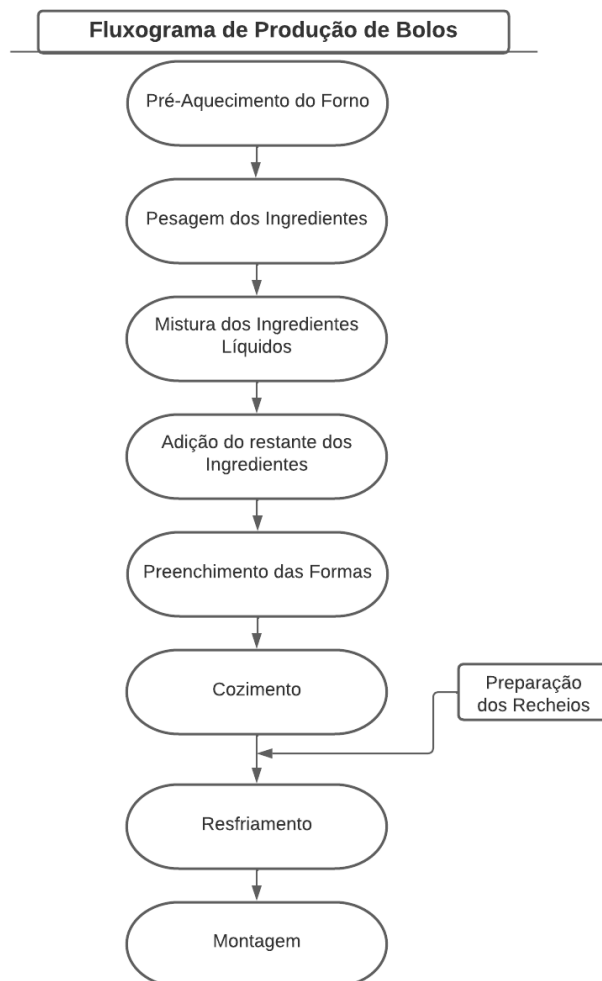 Fluxograma de Produção de Bolos
Pré-Aquecimento do Forno
Pesagem dos Ingredientes
Mistura dos Ingredientes
Líquidos
Adição do restante dos
Ingredientes
Preenchimento das Formas
Cozimento
Preparação
dos Recheios
Resfriamento
Montagem